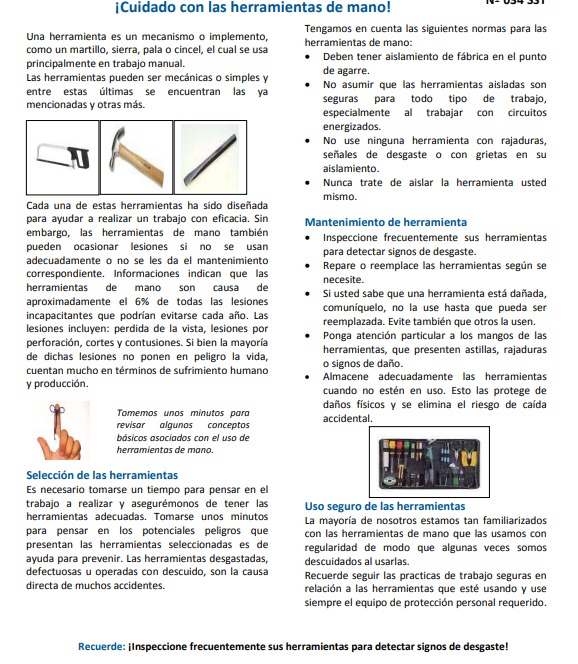 ¡Cuidado con las herramientas de mano!
N- 034 SST
Una herramienta es un mecanismo o implemento,
como un martillo, sierra, pala o cincel, el cual se usa
principalmente en trabajo manual.
Las herramientas pueden ser mecánicas o simples y
entre estas últimas se encuentran las ya
mencionadas y otras más.
Cada una de estas herramientas ha sido diseñada
para ayudar a realizar un trabajo con eficacia. Sin
embargo, las herramientas de mano también
pueden ocasionar lesiones si no se usan
adecuadamente o no se les da el mantenimiento
correspondiente. Informaciones indican que las
herramientas de mano son causa de
aproximadamente el 6% de todas las lesiones
incapacitantes que podrían evitarse cada año. Las
lesiones incluyen: perdida de la vista, lesiones por
perforación, cortes y contusiones. Si bien la mayoría
de dichas lesiones no ponen en peligro la vida,
cuentan mucho en términos de sufrimiento humano
y producción.
Tomemos unos minutos para
revisar algunos conceptos
básicos asociados con el uso de
herramientas de mano.
Selección de las herramientas
Es necesario tomarse un tiempo para pensar en el
trabajo a realizar y asegurémonos de tener las
herramientas adecuadas. Tomarse unos minutos
para pensar en los potenciales peligros que
presentan las herramientas seleccionadas es de
ayuda para prevenir. Las herramientas desgastadas,
defectuosas u operadas con descuido, son la causa
directa de muchos accidentes.
Tengamos en cuenta las siguientes normas para las
herramientas de mano:
• Deben tener aislamiento de fábrica en el punto
de agarre.
• No asumir que las herramientas aisladas son
seguras para todo tipo de trabajo,
especialmente al trabajar con circuitos
energizados.
• No use ninguna herramienta con rajaduras,
señales de desgaste o con grietas en su
aislamiento.
• Nunca trate de aislar la herramienta usted
mismo.
Mantenimiento de herramienta
• Inspeccione frecuentemente sus herramientas
para detectar signos de desgaste.
• Repare o reemplace las herramientas según se
necesite.
• Si usted sabe que una herramienta está dañada,
comuníquelo, no la use hasta que pueda ser
reemplazada. Evite también que otros la usen.
• Ponga atención particular a los mangos de las
herramientas, que presenten astillas, rajaduras
o signos de daño.
• Almacene adecuadamente las herramientas
cuando no estén en uso. Esto las protege de
daños físicos y se elimina el riesgo de caída
accidental.
Uso seguro de las herramientas
La mayoría de nosotros estamos tan familiarizados
con las herramientas de mano que las usamos con
regularidad de modo que algunas veces somos
descuidados al usarlas.
Recuerde seguir las practicas de trabajo seguras en
relación a las herramientas que esté usando y use
siempre el equipo de protección personal requerido.
Recuerde: ¡Inspeccione frecuentemente sus herramientas para detectar signos de desgaste!